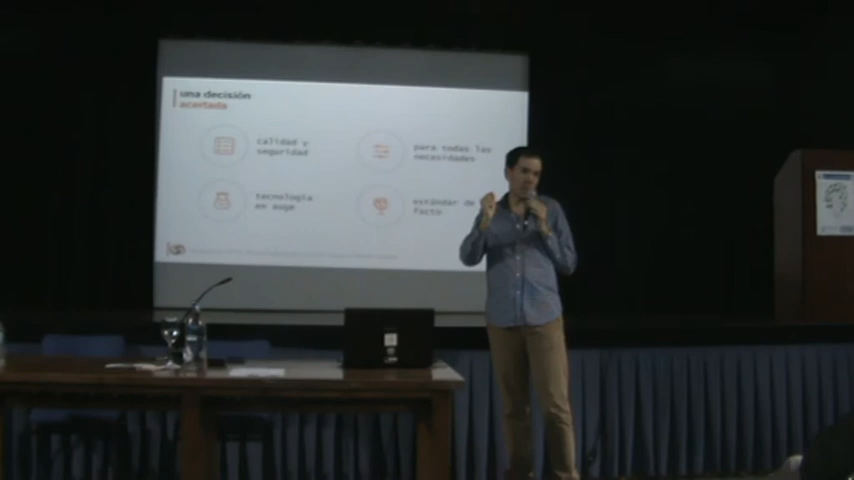 una decisión
acertada
calidad y
seguridad
para todas las
necesidades
tecnología
en auge
estándar de
facto